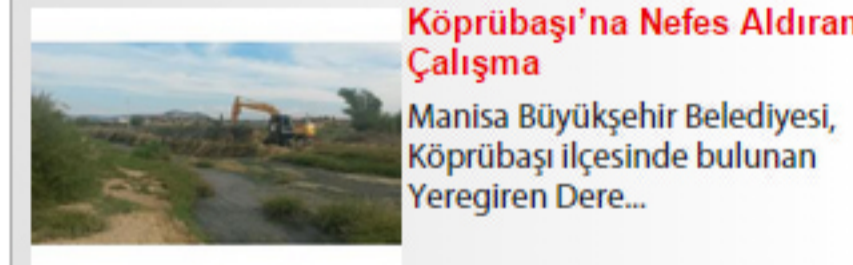 Köprübaşı'na Nefes Aldıran
Çalışma
Manisa Büyükşehir Belediyesi,
Köprübaşı ilçesinde bulunan
Yeregiren Dere...